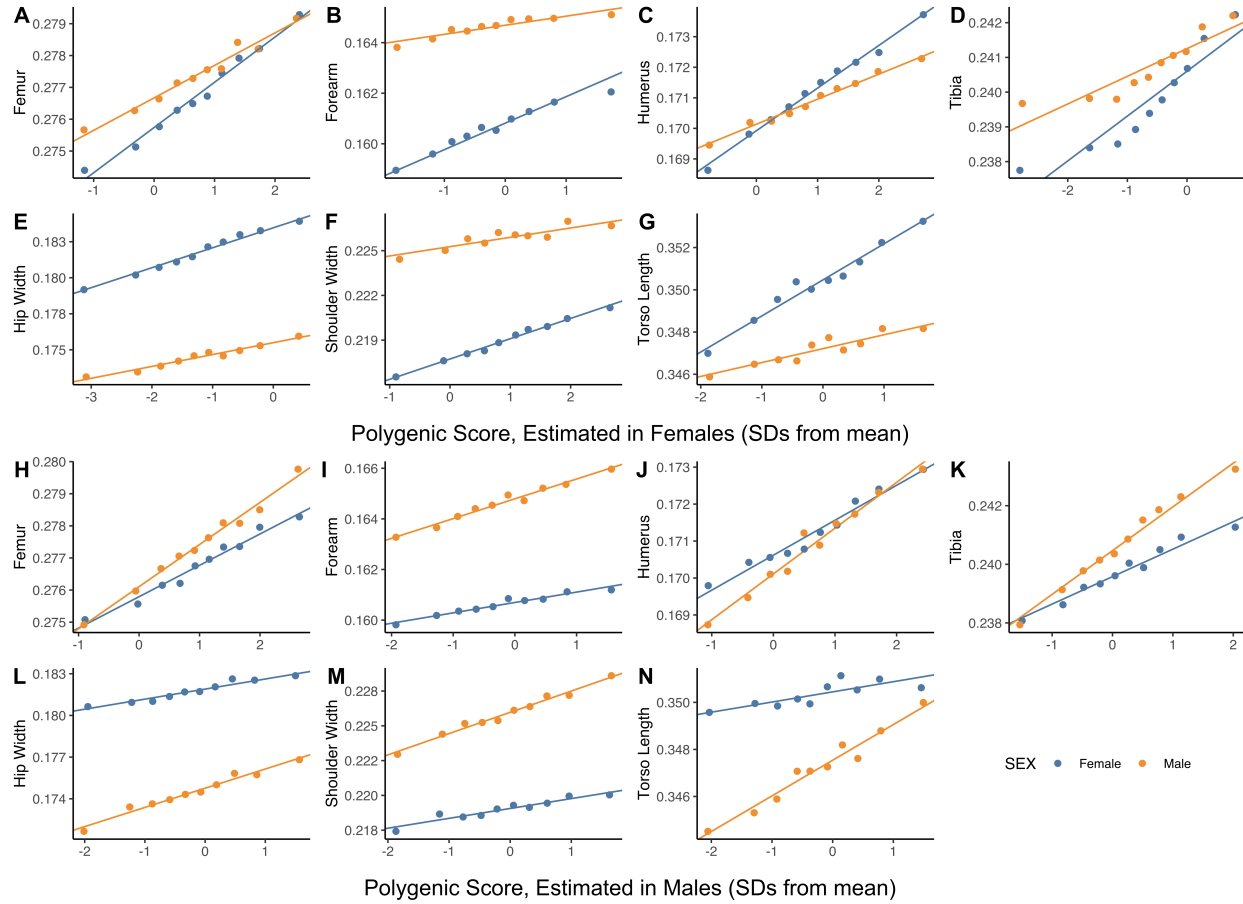 A B C D
Femur 0.279 0.277 0.276 0.275 -1 0 1 2
Forearm 0.164 0.162 0.160 -1 0 1
Humerus 0.173 0.172 0.171 0.170 0.169 0 1 2
Tibia 0.242 0.241 0.240 0.239 0.238 -2 -1 0
E F G
Hip Width 0.183 0.180 0.178 0.175 -3 -2 -1 0
Shoulder Width 0.225 0.222 0.219 -1 0 1 2
Torso Length 0.352 0.350 0.348 0.346 -2 -1 0 1
Polygenic Score, Estimated in Females (SDs from mean)
H I J K
Femur 0.280 0.279 0.278 0.276 0.275 -1 0 1 2
Forearm 0.166 0.164 0.162 0.160 -2 -1 0 1
Humerus 0.173 0.172 0.171 0.170 0.169 -1 0 1 2
Tibia 0.242 0.240 0.238 -1 0 1 2
L M N
Hip Width 0.183 0.180 0.177 0.174 -2 -1 0 1
Shoulder Width 0.228 0.225 0.222 0.220 0.218 -2 -1 0 1
Torso Length 0.350 0.348 0.346 -2 -1 0 1
SEX Female Male
Polygenic Score, Estimated in Males (SDs from mean)